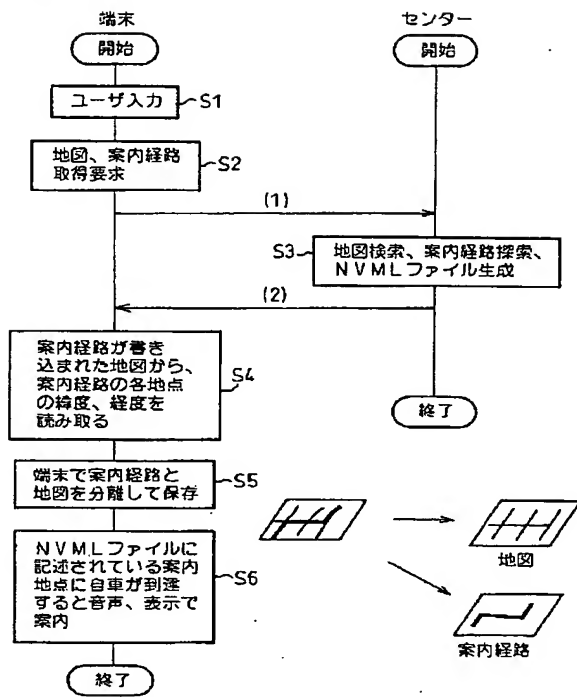 端末
センター
開始
開始
ユーザ入力
S1
地図、案内経路
取得要求
S2
(1)
S3
地図検索、案内経路探索、
NVMLファイル生成
(2)
案内経路が書き
込まれた地図から、
案内経路の各地点
の緯度、経度を
読み取る
S4
終了
端末で案内経路と
地図を分離して保存
S5
地図
NVMLファイルに
記述されている案内
地点に自車が到達
すると音声、表示で
案内
S6
案内経路
終了